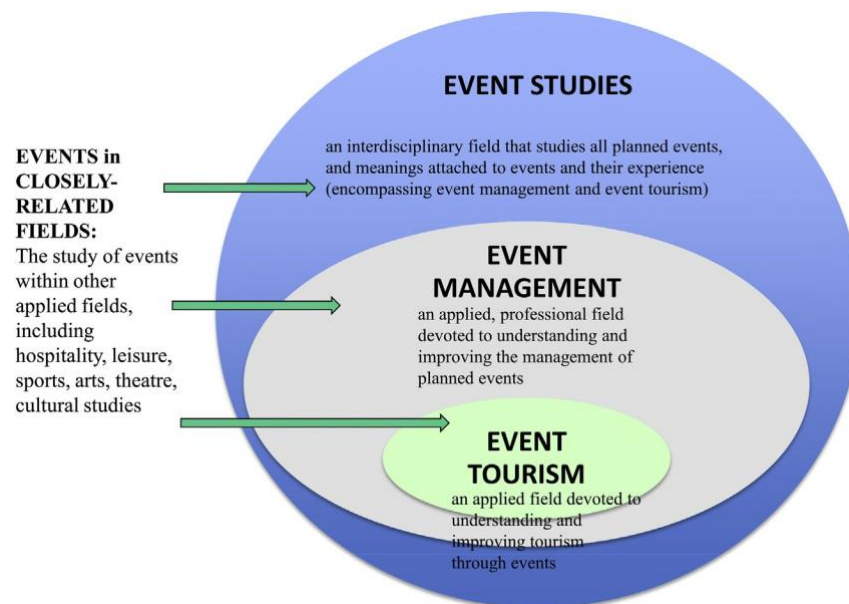 EVENT STUDIES
an interdisciplinary field that studies all planned events,
and meanings attached to events and their experience
(encompassing event management and event tourism)
EVENTS in
CLOSELY-
RELATED
FIELDS:
The study of events
within other
applied fields,
including
hospitality, leisure,
sports, arts, theatre,
cultural studies
EVENT
MANAGEMENT
an applied, professional field
devoted to understanding and
improving the management of
planned events
EVENT
TOURISM
an applied field devoted to
understanding and
improving tourism
through events